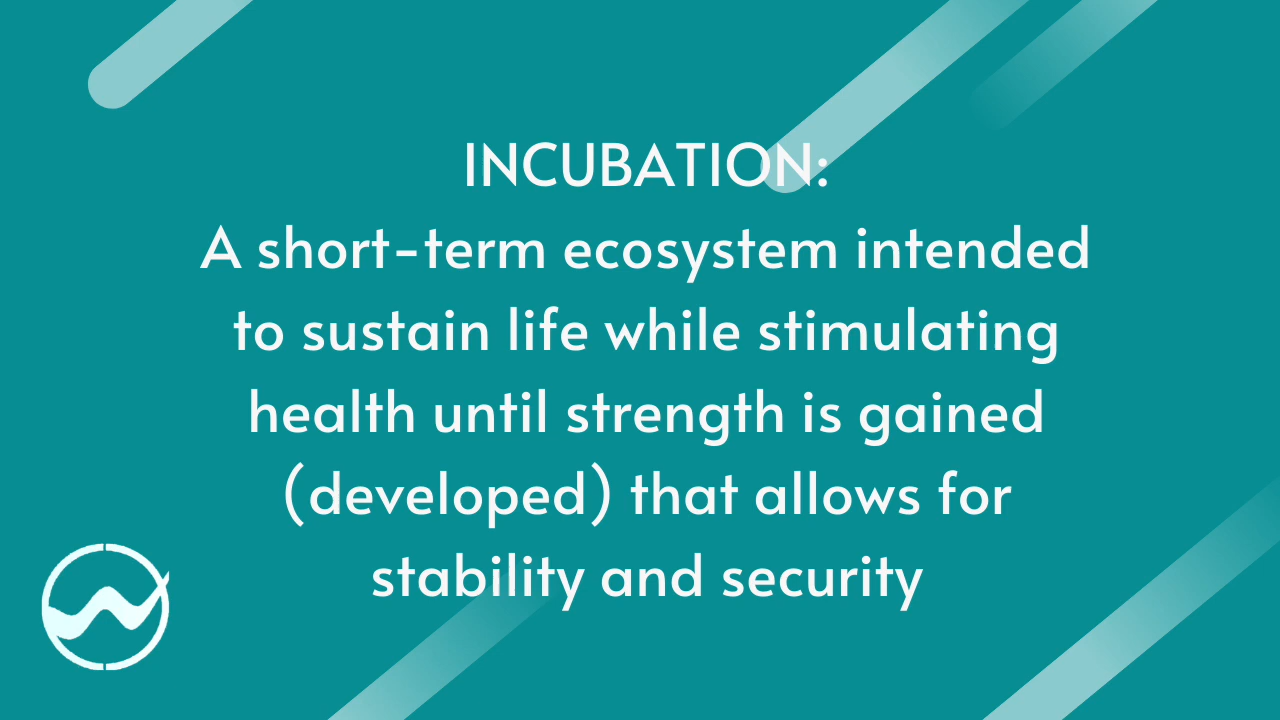 INCUBATION:
A short-term ecosystem intended
to sustain life while stimulating
health until strength is gained
(developed) that allows for
stability and security